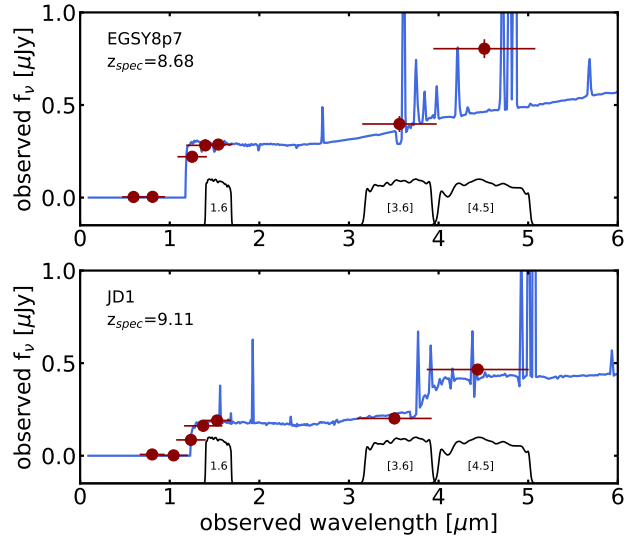 1.0
EGSY8p7
z_spec=8.68
observed fν [μJy]
0.5
0.0
1.6
[3.6]
[4.5]
0 1 2 3 4 5 6
1.0
JD1
z_spec=9.11
observed fν [μJy]
0.5
0.0
1.6
[3.6]
[4.5]
0 1 2 3 4 5 6
observed wavelength [μm]